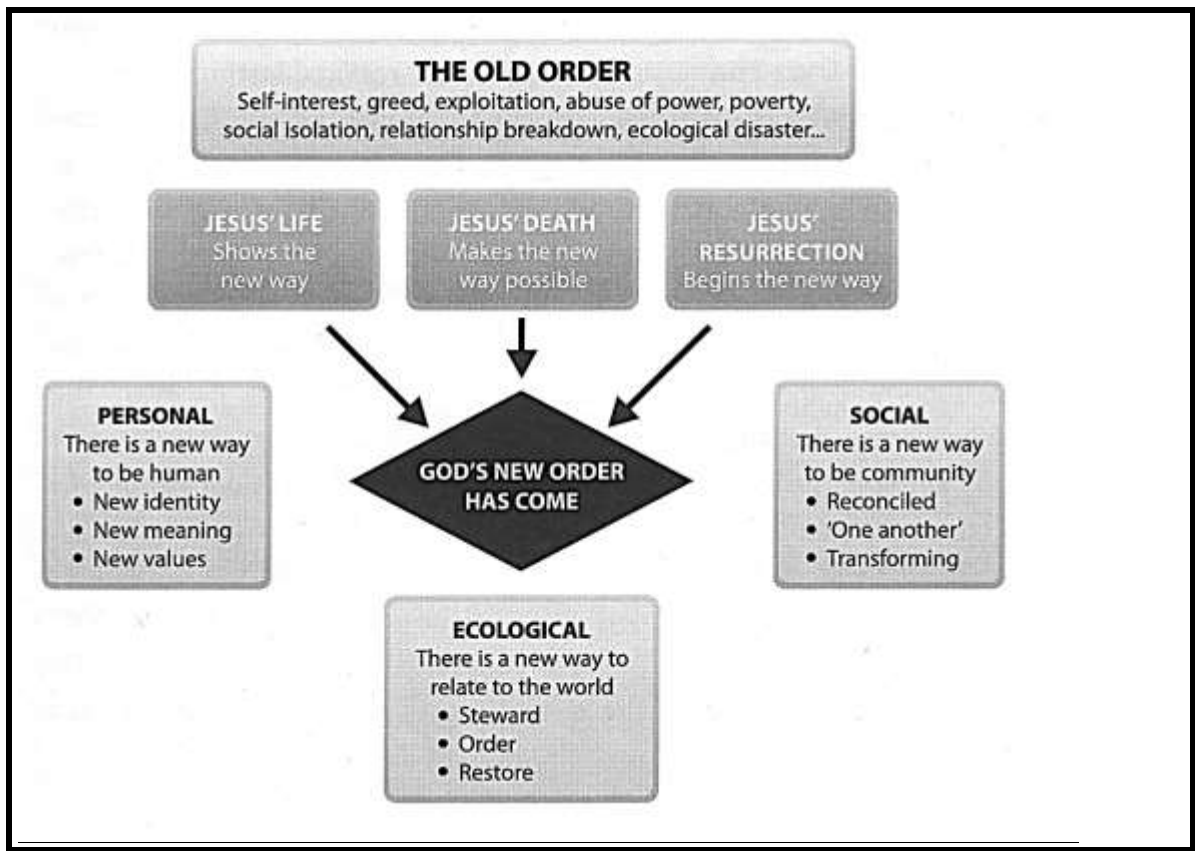 THE OLD ORDER
Self-interest, greed, exploitation, abuse of power, poverty,
social isolation, relationship breakdown, ecological disaster...
JESUS' LIFE
Shows the
new way
JESUS' DEATH
Makes the new
way possible
JESUS'
RESURRECTION
Begins the new way
PERSONAL
There is a new way
to be human
• New identity
• New meaning
• New values
GOD'S NEW ORDER
HAS COME
SOCIAL
There is a new way
to be community
• Reconciled
• 'One another'
• Transforming
ECOLOGICAL
There is a new way to
relate to the world
• Steward
• Order
• Restore